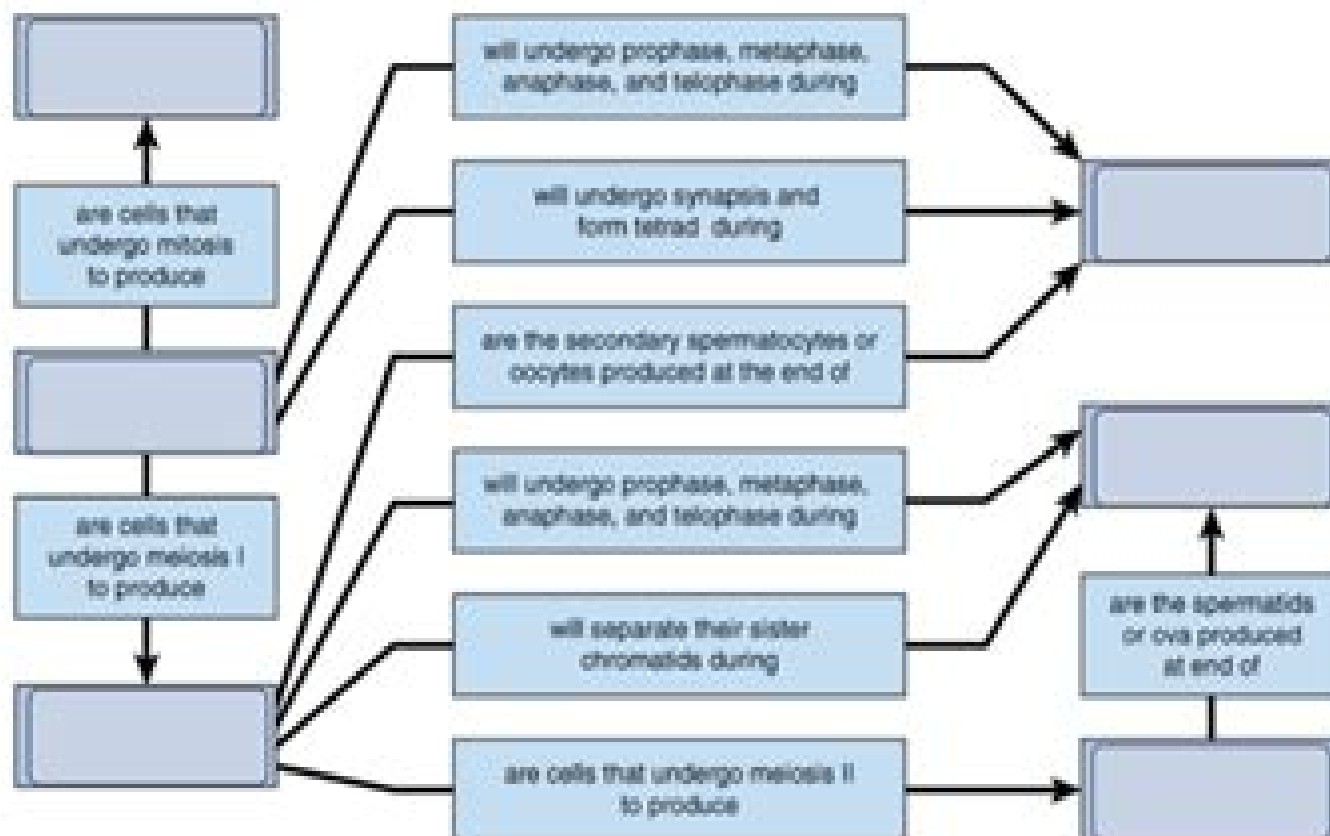 will undergo prophase, metaphase,
anaphase, and telophase during
will undergo synapsis and
form tetrad during
are cells that
undergo mitosis
to produce
are the secondary spermatocytes or
oocytes produced at the end of
will undergo prophase, metaphase,
anaphase, and telophase during
are cells that
undergo meiosis I
to produce
will separate their sister
chromatids during
are the spermatids
or ova produced
at end of
are cells that undergo meiosis II
to produce